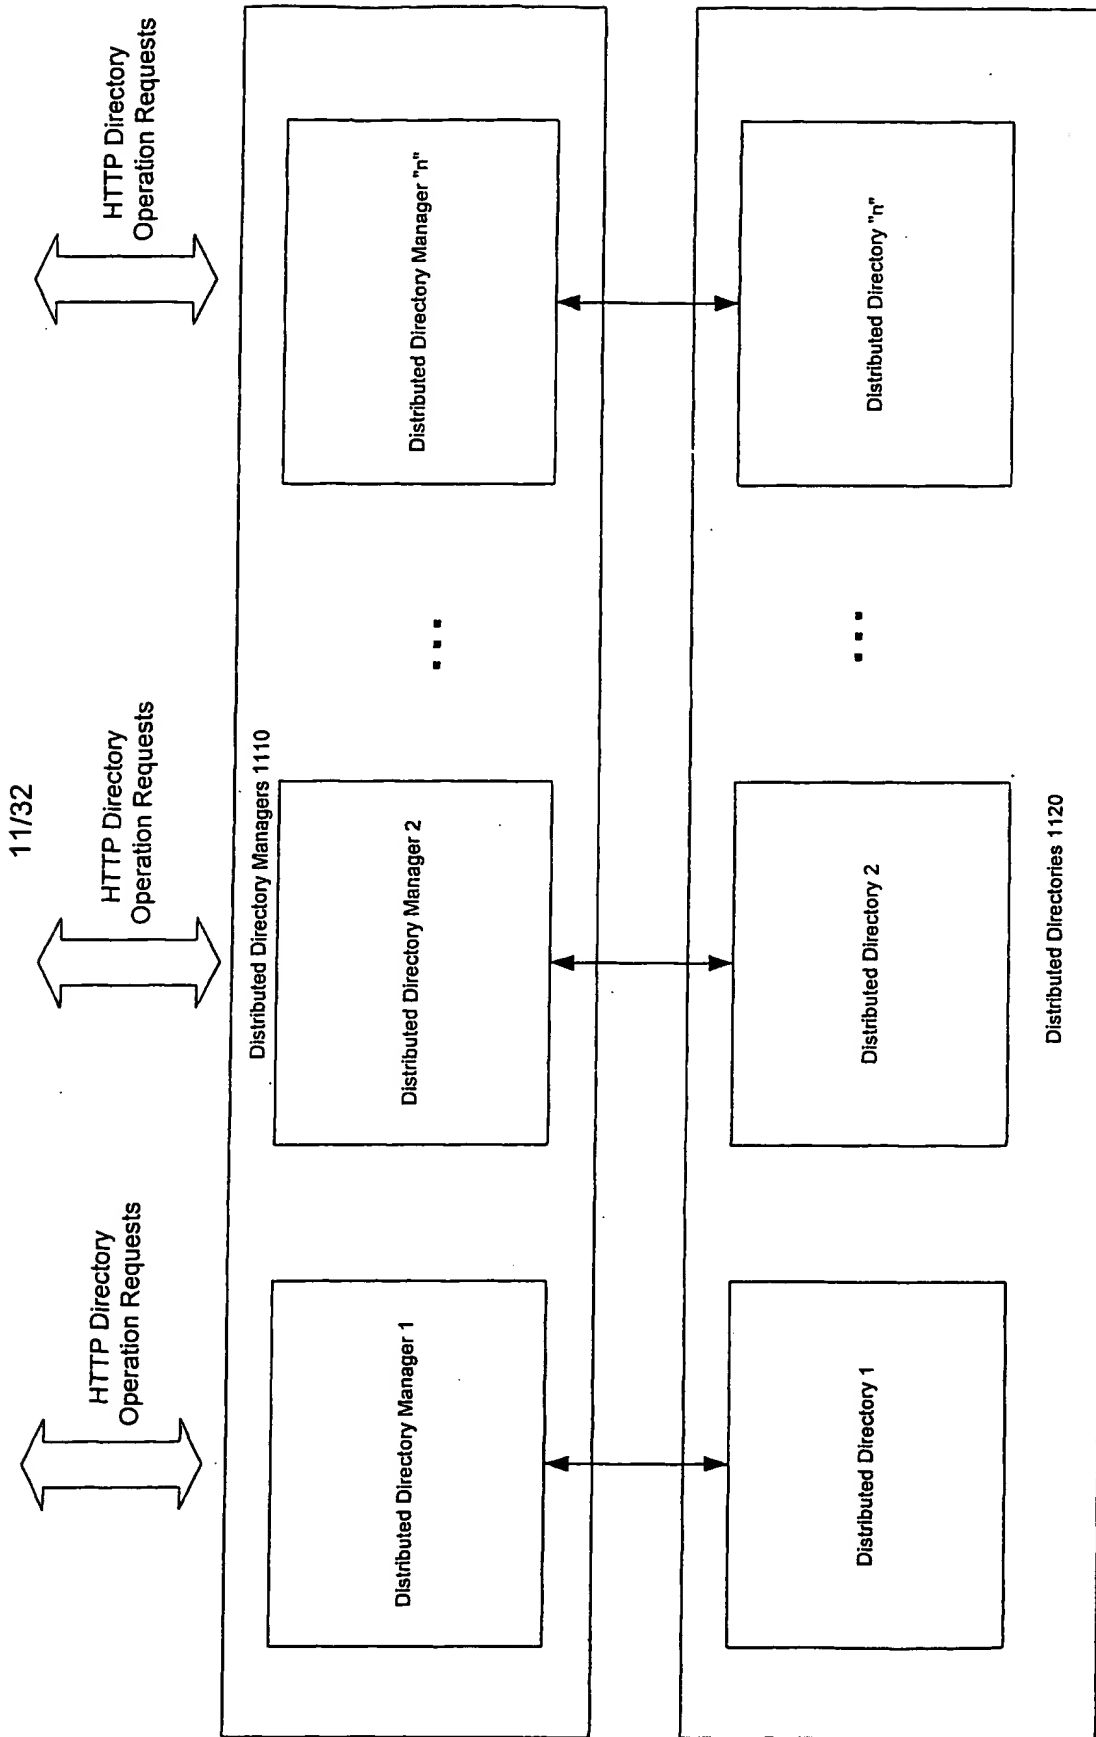 11/32
HTTP Directory
Operation Requests
HTTP Directory
Operation Requests
HTTP Directory
Operation Requests
Distributed Directory Managers 1110
Distributed Directory Manager 1
Distributed Directory Manager 2
...
Distributed Directory Manager "n"
Distributed Directory 1
Distributed Directory 2
...
Distributed Directory "n"
Distributed Directories 1120